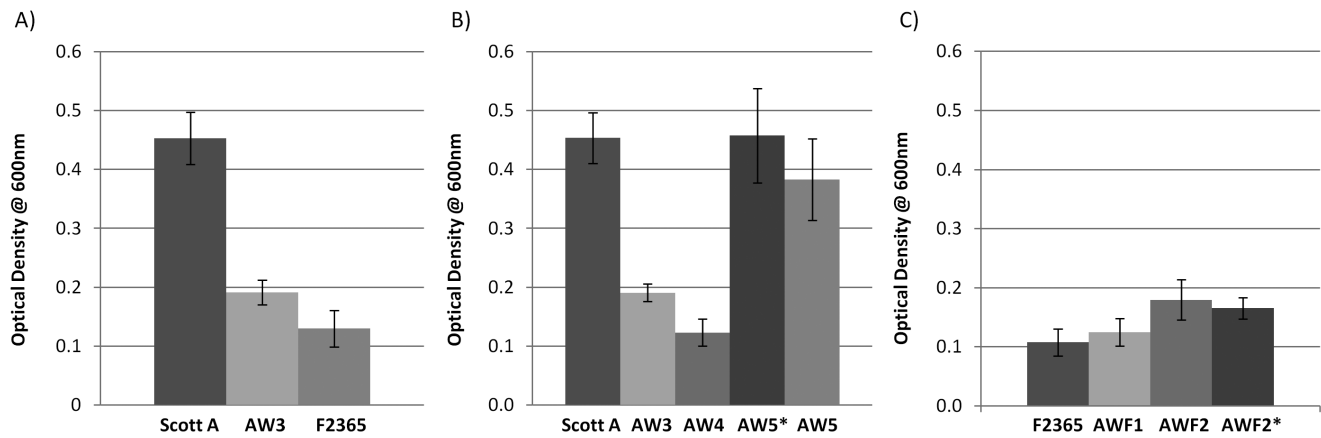 A)
Optical Density @ 600nm
0.6
0.5
0.4
0.3
0.2
0.1
0
Scott A AW3 F2365
B)
Optical Density @ 600nm
0.6
0.5
0.4
0.3
0.2
0.1
0.0
Scott A AW3 AW4 AW5* AW5
C)
Optical Density @ 600nm
0.6
0.5
0.4
0.3
0.2
0.1
0.0
F2365 AWF1 AWF2 AWF2*